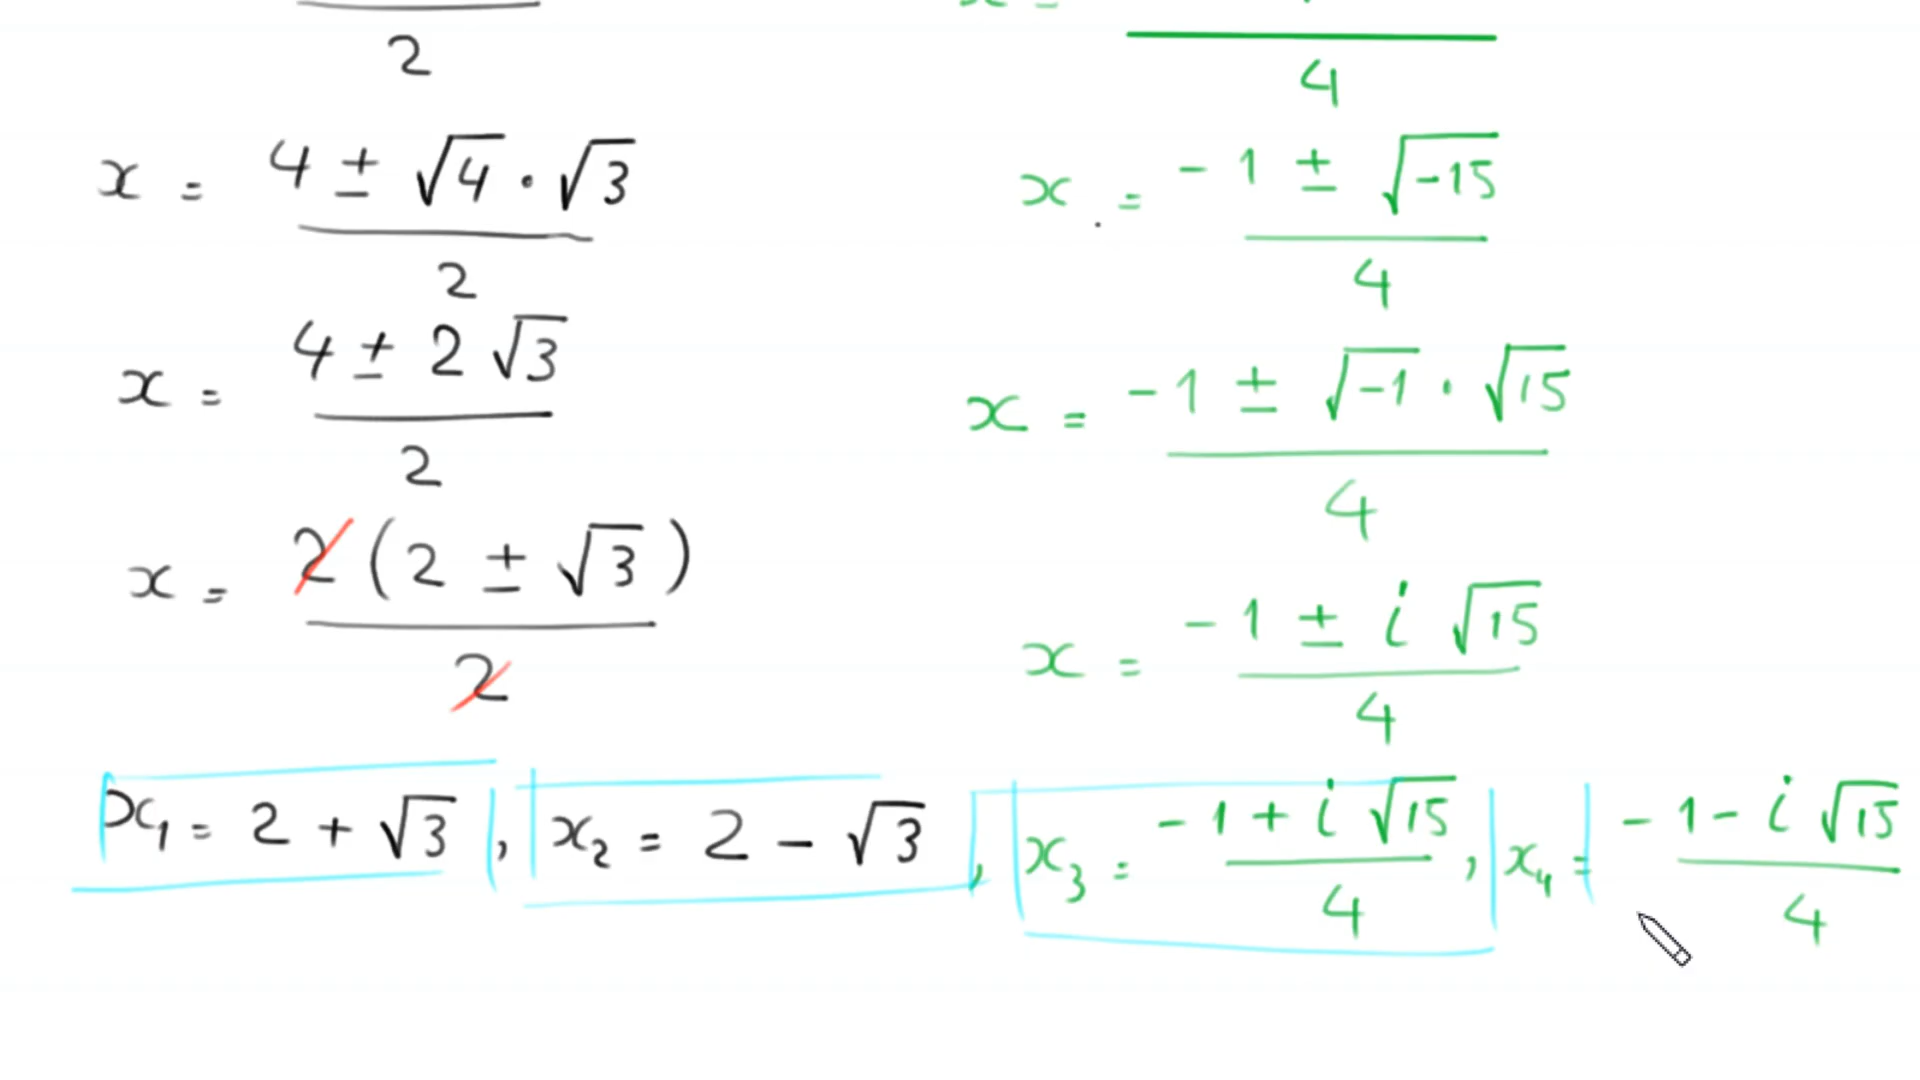 2
x = 4 ± √4 · √3
2
x = 4 ± 2 √3
2
x = 2 (2 ± √3)
2
x =
4
x = - 1 ± √-15
4
x = - 1 ± √-1 · √15
4
x = - 1 ± i √15
4
x₁ = 2 + √3 , x₂ = 2 - √3 , x₃ = - 1 + i √15 , x₄ = - 1 - i √15
4 4